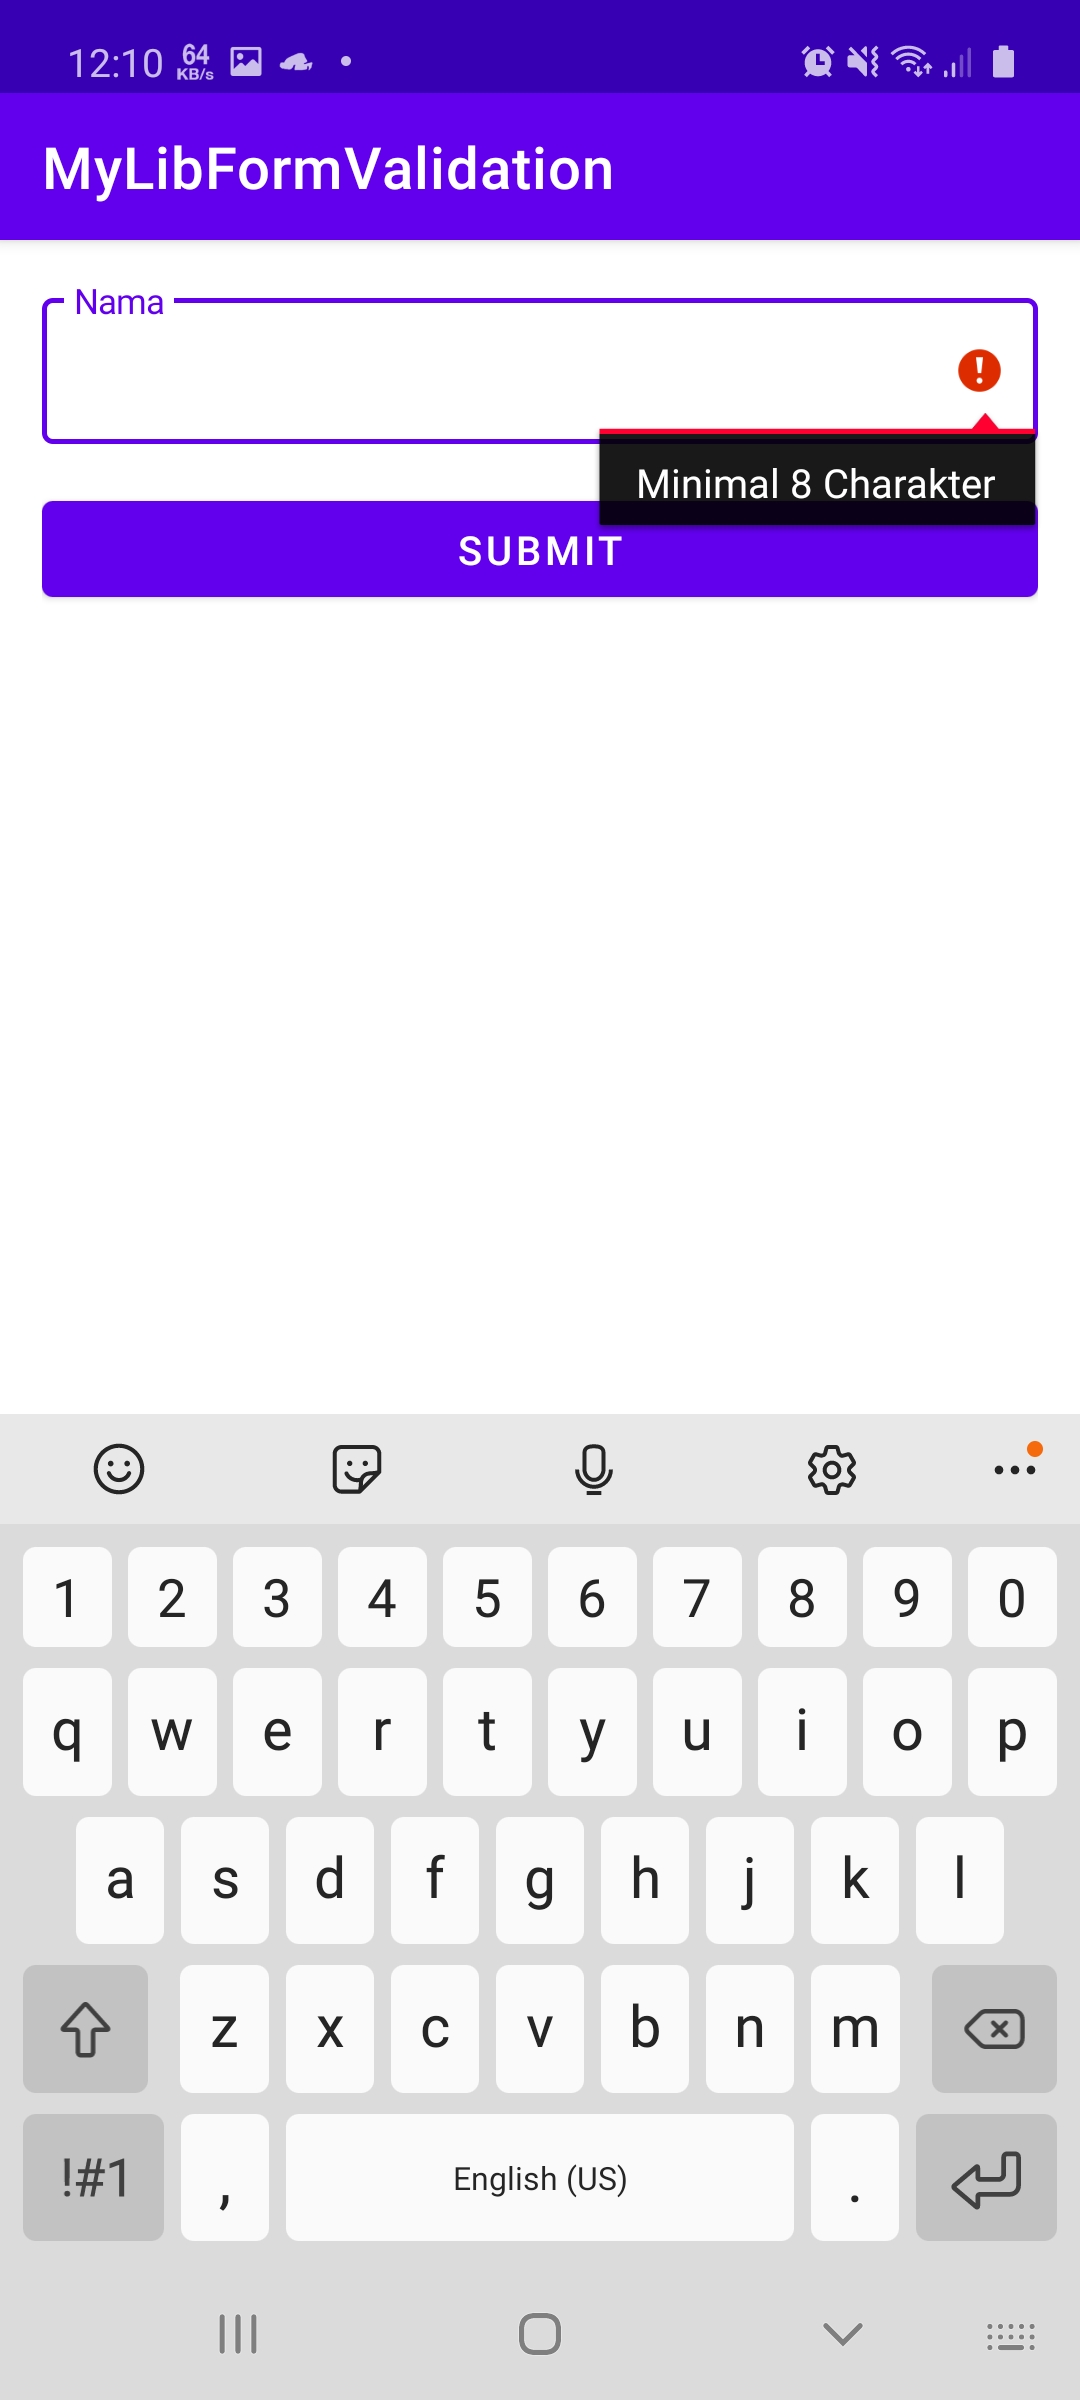 12:10 64 KB/s
MyLibFormValidation
Nama
!
Minimal 8 Charakter
SUBMIT
1 2 3 4 5 6 7 8 9 0
q w e r t y u i o p
a s d f g h j k l
z x c v b n m
!#1 , English (US) .